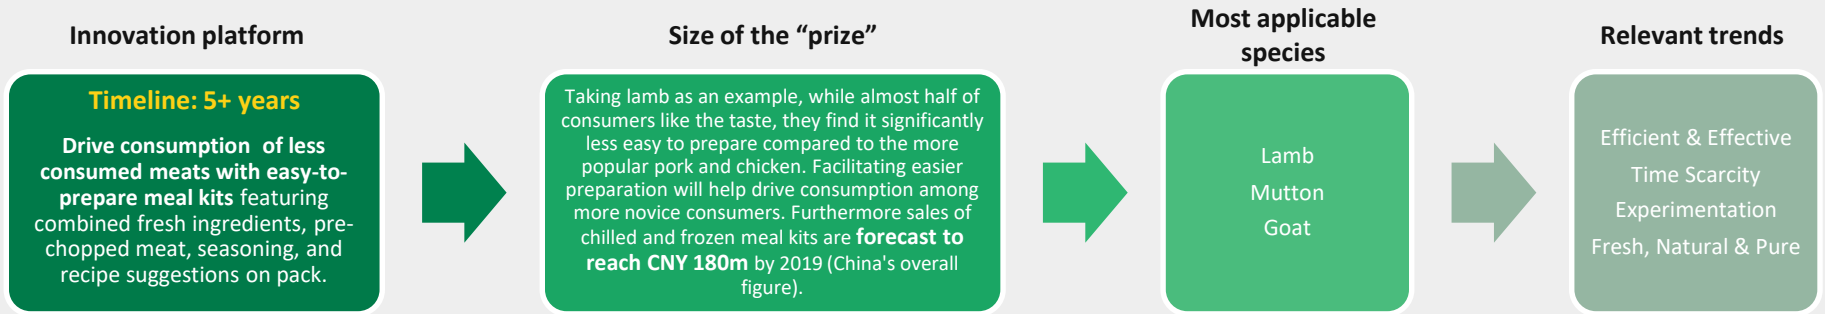 Innovation platform
Timeline: 5+ years
Drive consumption of less
consumed meats with easy-to-
prepare meal kits featuring
combined fresh ingredients, pre-
chopped meat, seasoning, and
recipe suggestions on pack.
Size of the “prize”
Taking lamb as an example, while almost half of
consumers like the taste, they find it significantly
less easy to prepare compared to the more
popular pork and chicken. Facilitating easier
preparation will help drive consumption among
more novice consumers. Furthermore sales of
chilled and frozen meal kits are forecast to
reach CNY 180m by 2019 (China's overall
figure).
Most applicable
species
Lamb
Mutton
Goat
Relevant trends
Efficient & Effective
Time Scarcity
Experimentation
Fresh, Natural & Pure